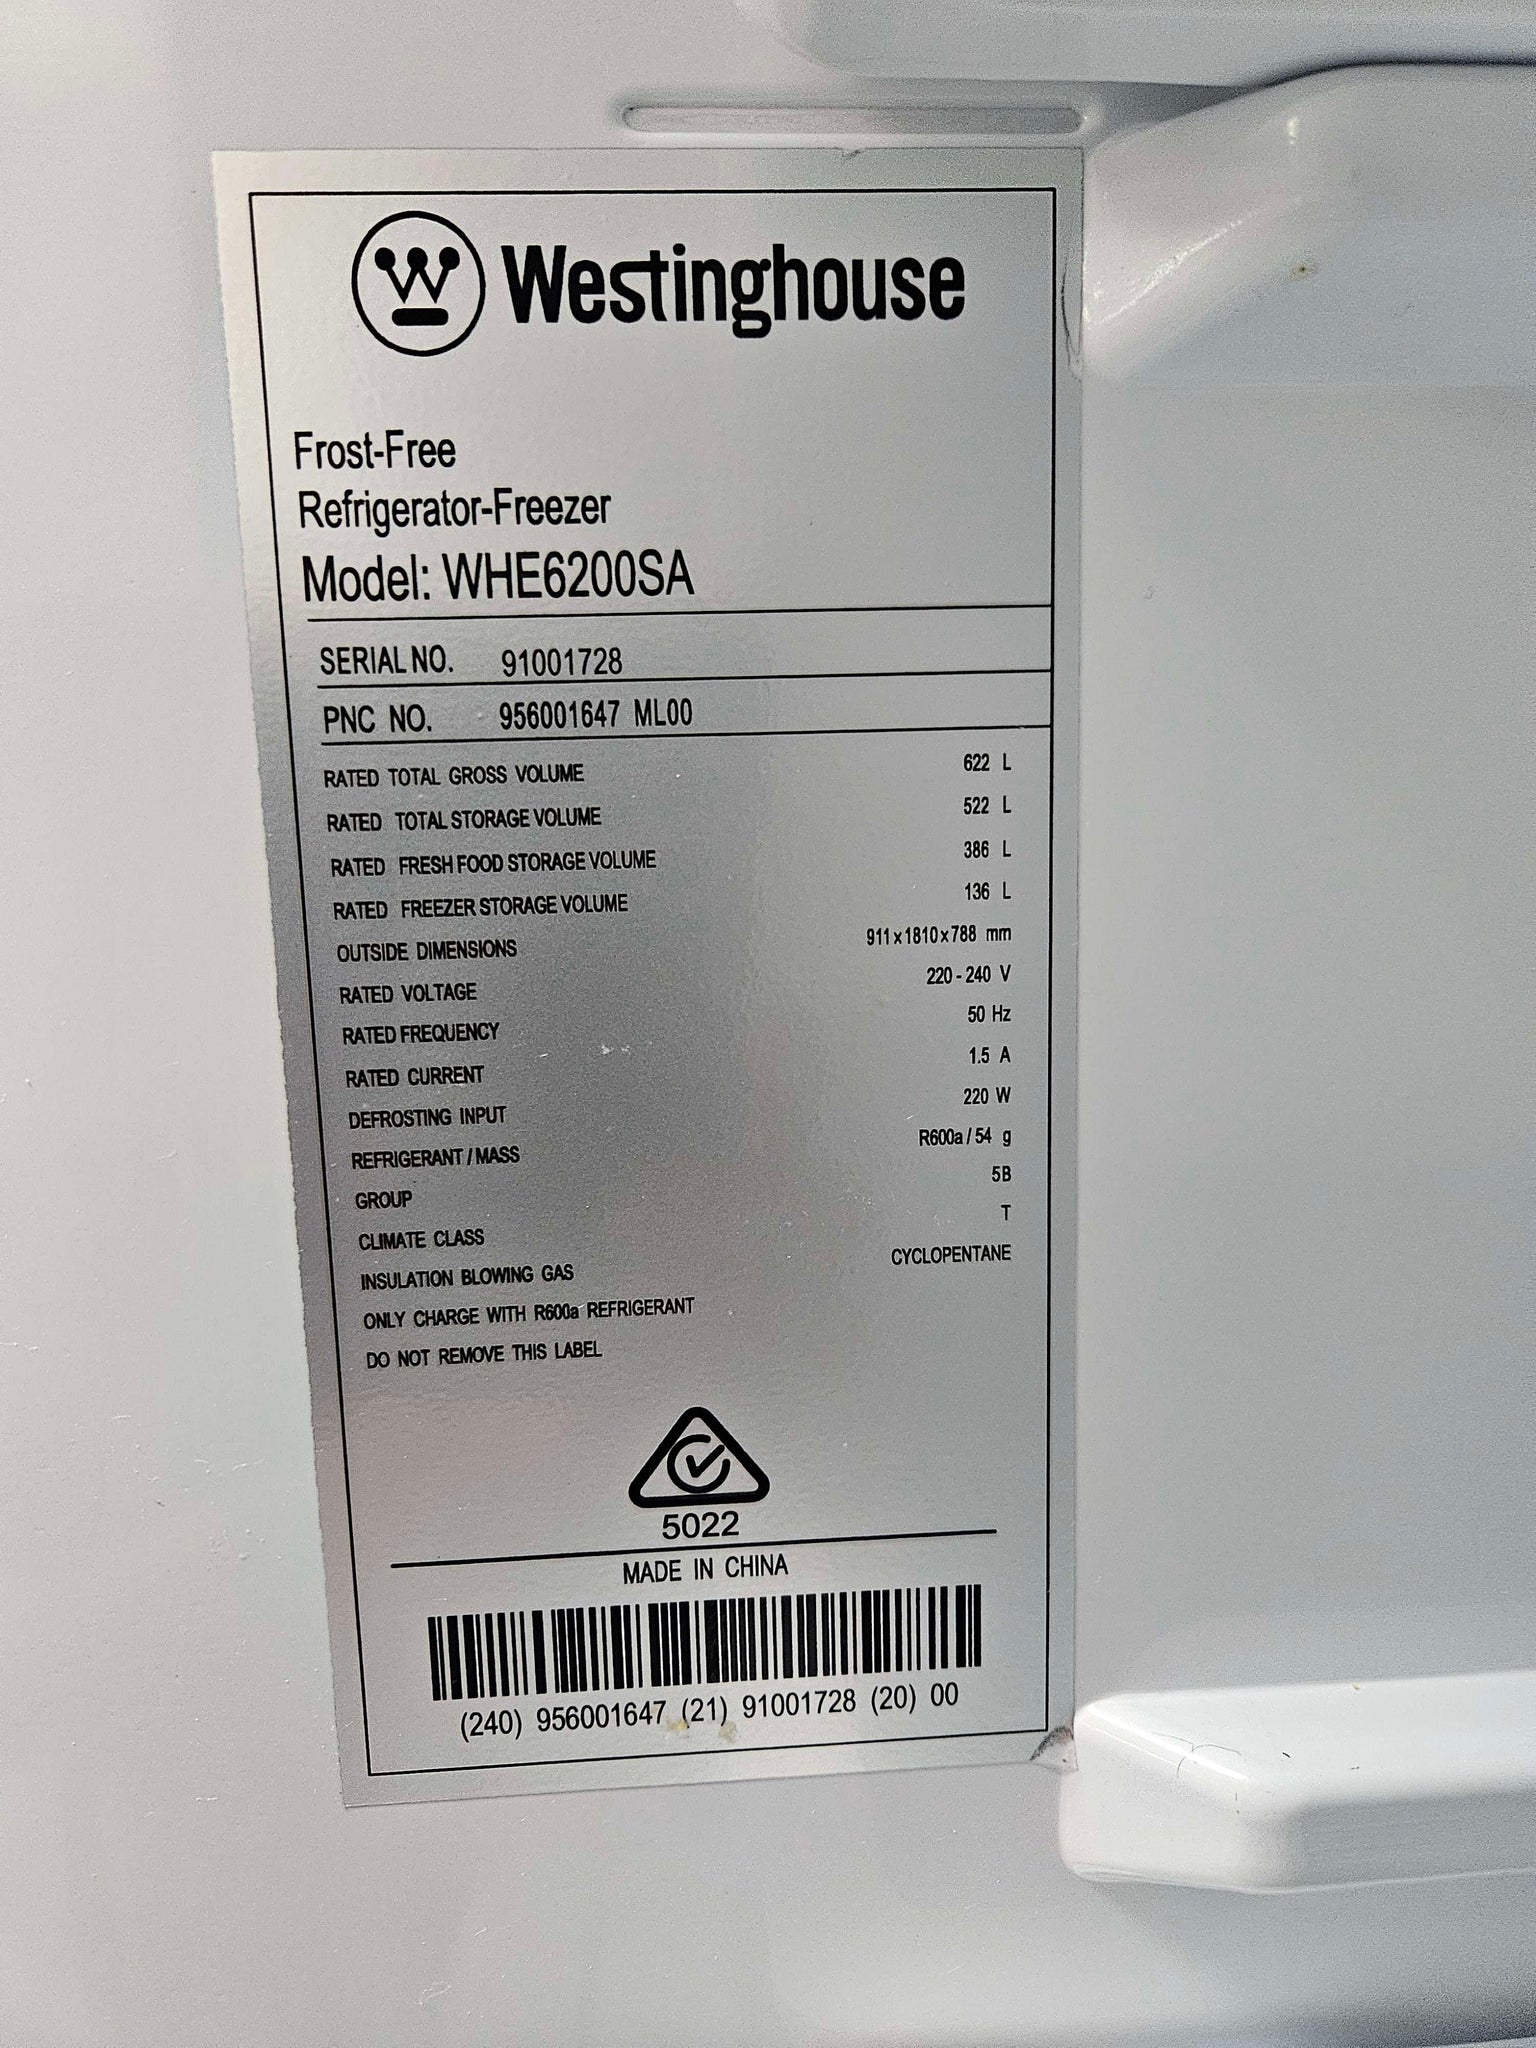 Westinghouse
Frost-Free
Refrigerator-Freezer
Model: WHE6200SA
SERIAL NO. 91001728
PNC NO. 956001647 ML00
RATED TOTAL GROSS VOLUME 622 L
RATED TOTAL STORAGE VOLUME 522 L
RATED FRESH FOOD STORAGE VOLUME 386 L
RATED FREEZER STORAGE VOLUME 136 L
OUTSIDE DIMENSIONS 911 x 1810 x 788 mm
RATED VOLTAGE 220 - 240 V
RATED FREQUENCY 50 Hz
RATED CURRENT 1.5 A
DEFROSTING INPUT 220 W
REFRIGERANT / MASS R600a / 54 g
GROUP 5B
CLIMATE CLASS T
INSULATION BLOWING GAS CYCLOPENTANE
ONLY CHARGE WITH R600a REFRIGERANT
DO NOT REMOVE THIS LABEL
5022
MADE IN CHINA
(240) 956001647 (21) 91001728 (20) 00